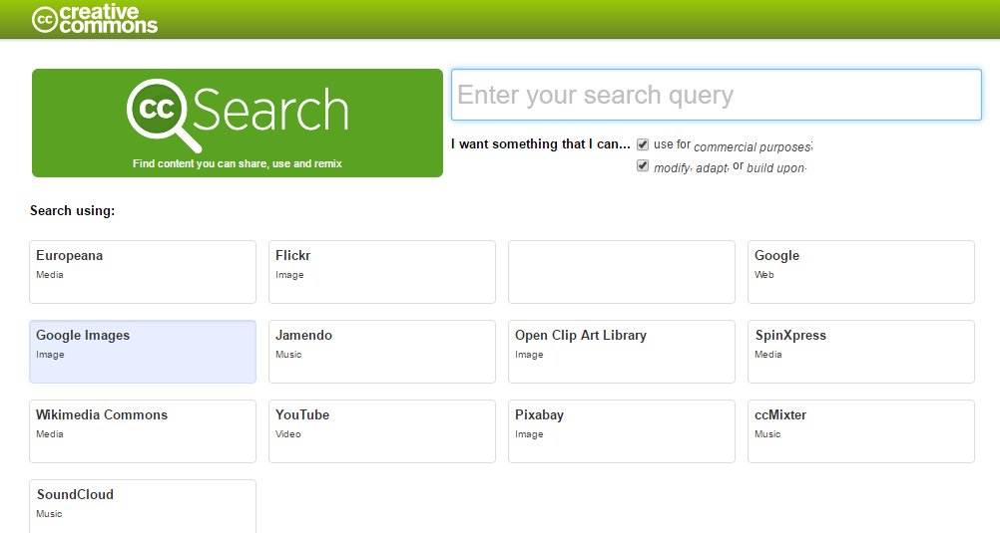 cc creative
commons
cc Search
Find content you can share, use and remix
Enter your search query
I want something that I can... use for commercial purposes;
modify, adapt, or build upon.
Search using:
Europeana
Media
Flickr
Image
Google
Web
Google Images
Image
Jamendo
Music
Open Clip Art Library
Image
SpinXpress
Media
Wikimedia Commons
Media
YouTube
Video
Pixabay
Image
ccMixter
Music
SoundCloud
Music